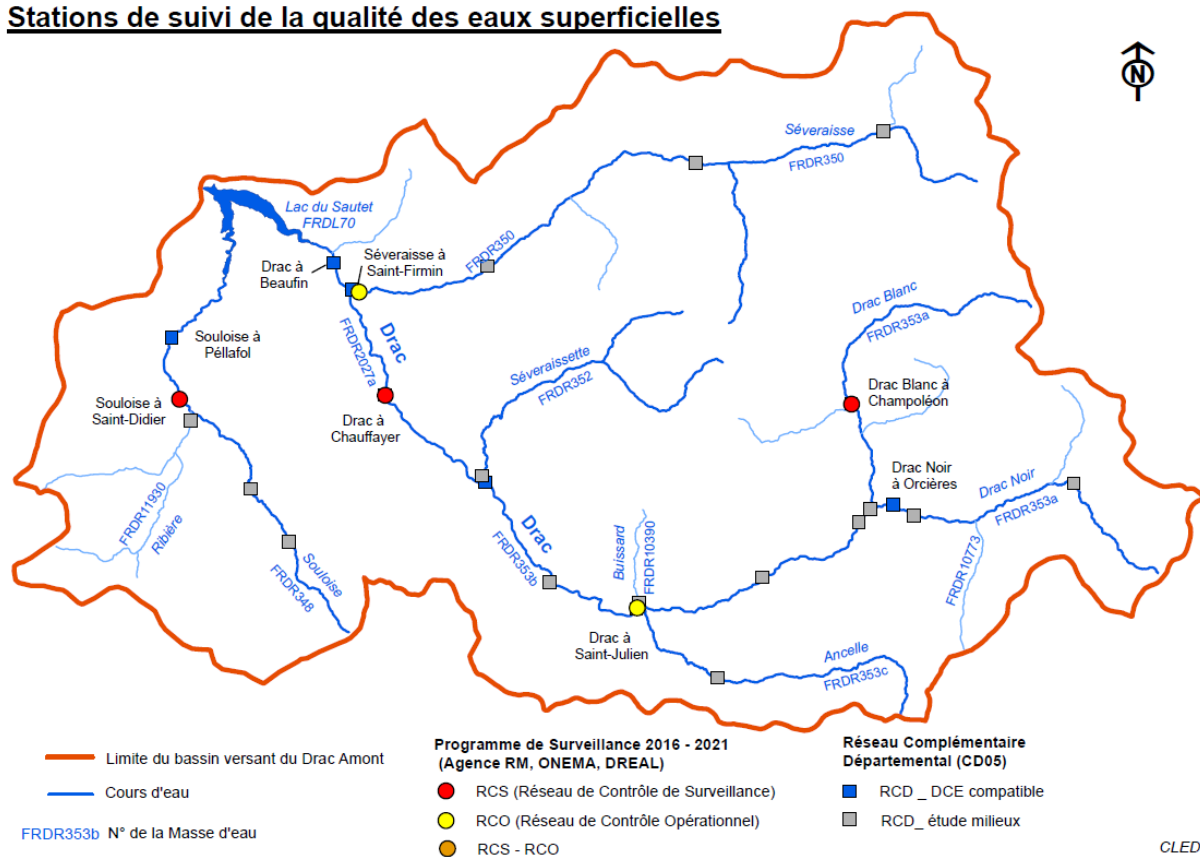 Stations de suivi de la qualité des eaux superficielles
N
Séveraisse
FRDR350
Lac du Sautet
FRDL70
Séveraisse à
Saint-Firmin
Drac à
Beaufin
FRDR350
Drac Blanc
FRDR353a
Souloise à
Péllafol
FRDR2027a
Drac
Séveraissette
FRDR352
Drac Blanc à
Champoléon
Souloise à
Saint-Didier
Drac à
Chauffayer
Drac Noir
à Orcières
Drac Noir
FRDR353a
FRDR11930
Ribière
Souloise
FRDR348
Drac
FRDR353b
Buissard
FRDR10390
FRDR10773
Drac à
Saint-Julien
Ancelle
FRDR353c
Limite du bassin versant du Drac Amont
Cours d'eau
FRDR353b N° de la Masse d'eau
Programme de Surveillance 2016 - 2021
(Agence RM, ONEMA, DREAL)
RCS (Réseau de Contrôle de Surveillance)
RCO (Réseau de Contrôle Opérationnel)
RCS - RCO
Réseau Complémentaire
Départemental (CD05)
RCD _ DCE compatible
RCD_ étude milieux
CLED